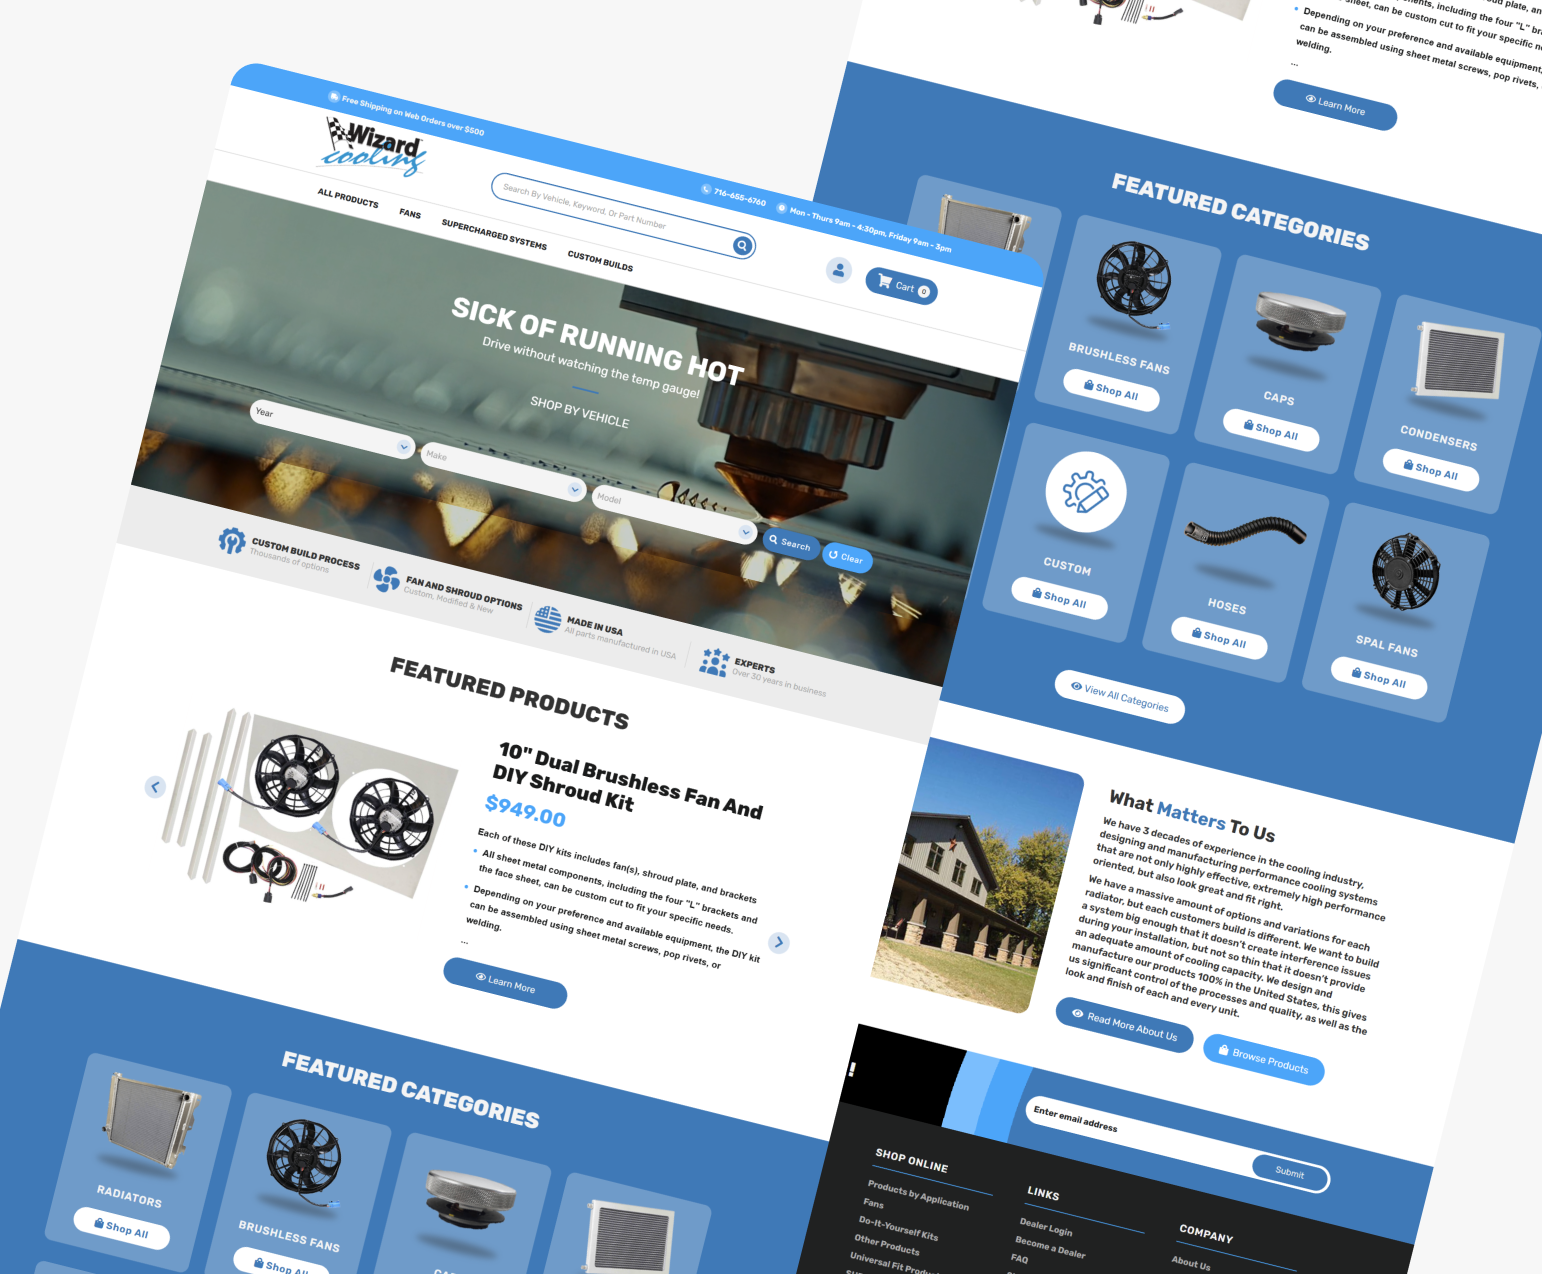 Free Shipping on Web Orders over $500
716-655-6760
Mon - Thurs 9am - 4:30pm, Friday 9am - 3pm
Wizard
cooling
Search By Vehicle, Keyword, Or Part Number
Cart 0
ALL PRODUCTS
FANS
SUPERCHARGED SYSTEMS
CUSTOM BUILDS
SICK OF RUNNING HOT
Drive without watching the temp gauge!
SHOP BY VEHICLE
Year
Make
Model
Search
Clear
CUSTOM BUILD PROCESS
Thousands of options
FAN AND SHROUD OPTIONS
Custom, Modified & New
MADE IN USA
All parts manufactured in USA
EXPERTS
Over 30 years in business
FEATURED PRODUCTS
10" Dual Brushless Fan And
DIY Shroud Kit
$949.00
Each of these DIY kits includes fan(s), shroud plate, and brackets
All sheet metal components, including the four "L" brackets and
the face sheet, can be custom cut to fit your specific needs.
Depending on your preference and available equipment, the DIY kit
can be assembled using sheet metal screws, pop rivets, or
welding.
...
Learn More
FEATURED CATEGORIES
RADIATORS
Shop All
BRUSHLESS FANS
Shop All
shroud plate, an
nents, including the four "L" bra
sheet, can be custom cut to fit your specific n
Depending on your preference and available equipment,
can be assembled using sheet metal screws, pop rivets,
welding.
...
Learn More
FEATURED CATEGORIES
BRUSHLESS FANS
Shop All
CAPS
Shop All
CONDENSERS
Shop All
CUSTOM
Shop All
HOSES
Shop All
SPAL FANS
Shop All
View All Categories
What Matters To Us
We have 3 decades of experience in the cooling industry,
designing and manufacturing performance cooling systems
that are not only highly effective, extremely high performance
oriented, but also look great and fit right.
We have a massive amount of options and variations for each
radiator, but each customers build is different. We want to build
a system big enough that it doesn't create interference issues
during your installation, but not so thin that it doesn't provide
an adequate amount of cooling capacity. We design and
manufacture our products 100% in the United States, this gives
us significant control of the processes and quality, as well as the
look and finish of each and every unit.
Read More About Us
Browse Products
!
Enter email address
Submit
SHOP ONLINE
Products by Application
Fans
Do-It-Yourself Kits
Other Products
Universal Fit Produc
LINKS
Dealer Login
Become a Dealer
FAQ
COMPANY
About Us